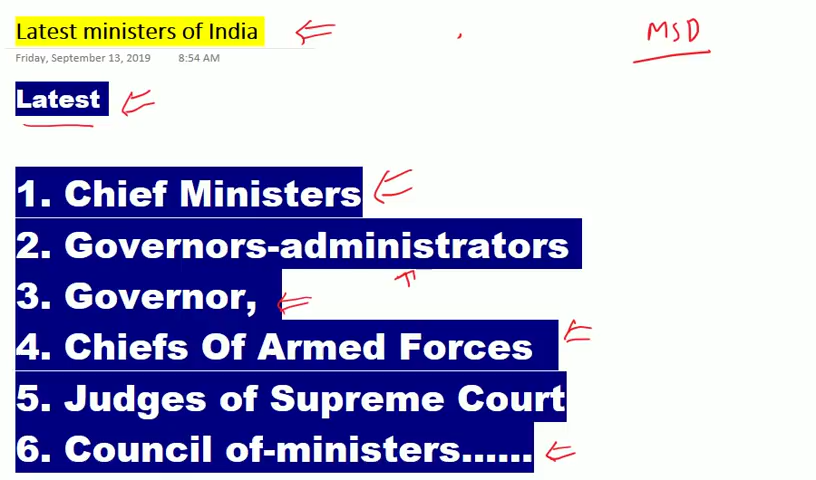 Latest ministers of India
MSD
Friday, September 13, 2019 8:54 AM
Latest
1. Chief Ministers
2. Governors-administrators
3. Governor,
4. Chiefs Of Armed Forces
5. Judges of Supreme Court
6. Council of-ministers......